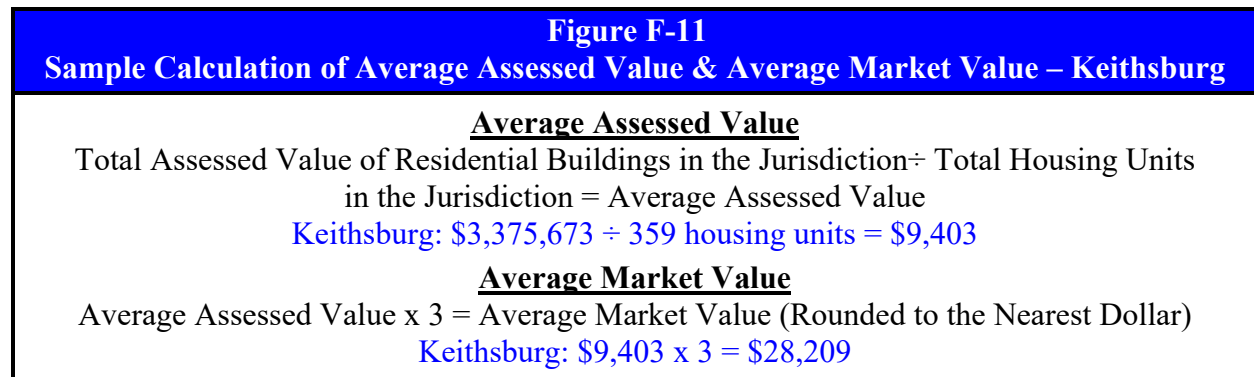 Figure F-11
Sample Calculation of Average Assessed Value & Average Market Value – Keithsburg
Average Assessed Value
Total Assessed Value of Residential Buildings in the Jurisdiction÷ Total Housing Units
in the Jurisdiction = Average Assessed Value
Keithsburg: $3,375,673 ÷ 359 housing units = $9,403
Average Market Value
Average Assessed Value x 3 = Average Market Value (Rounded to the Nearest Dollar)
Keithsburg: $9,403 x 3 = $28,209